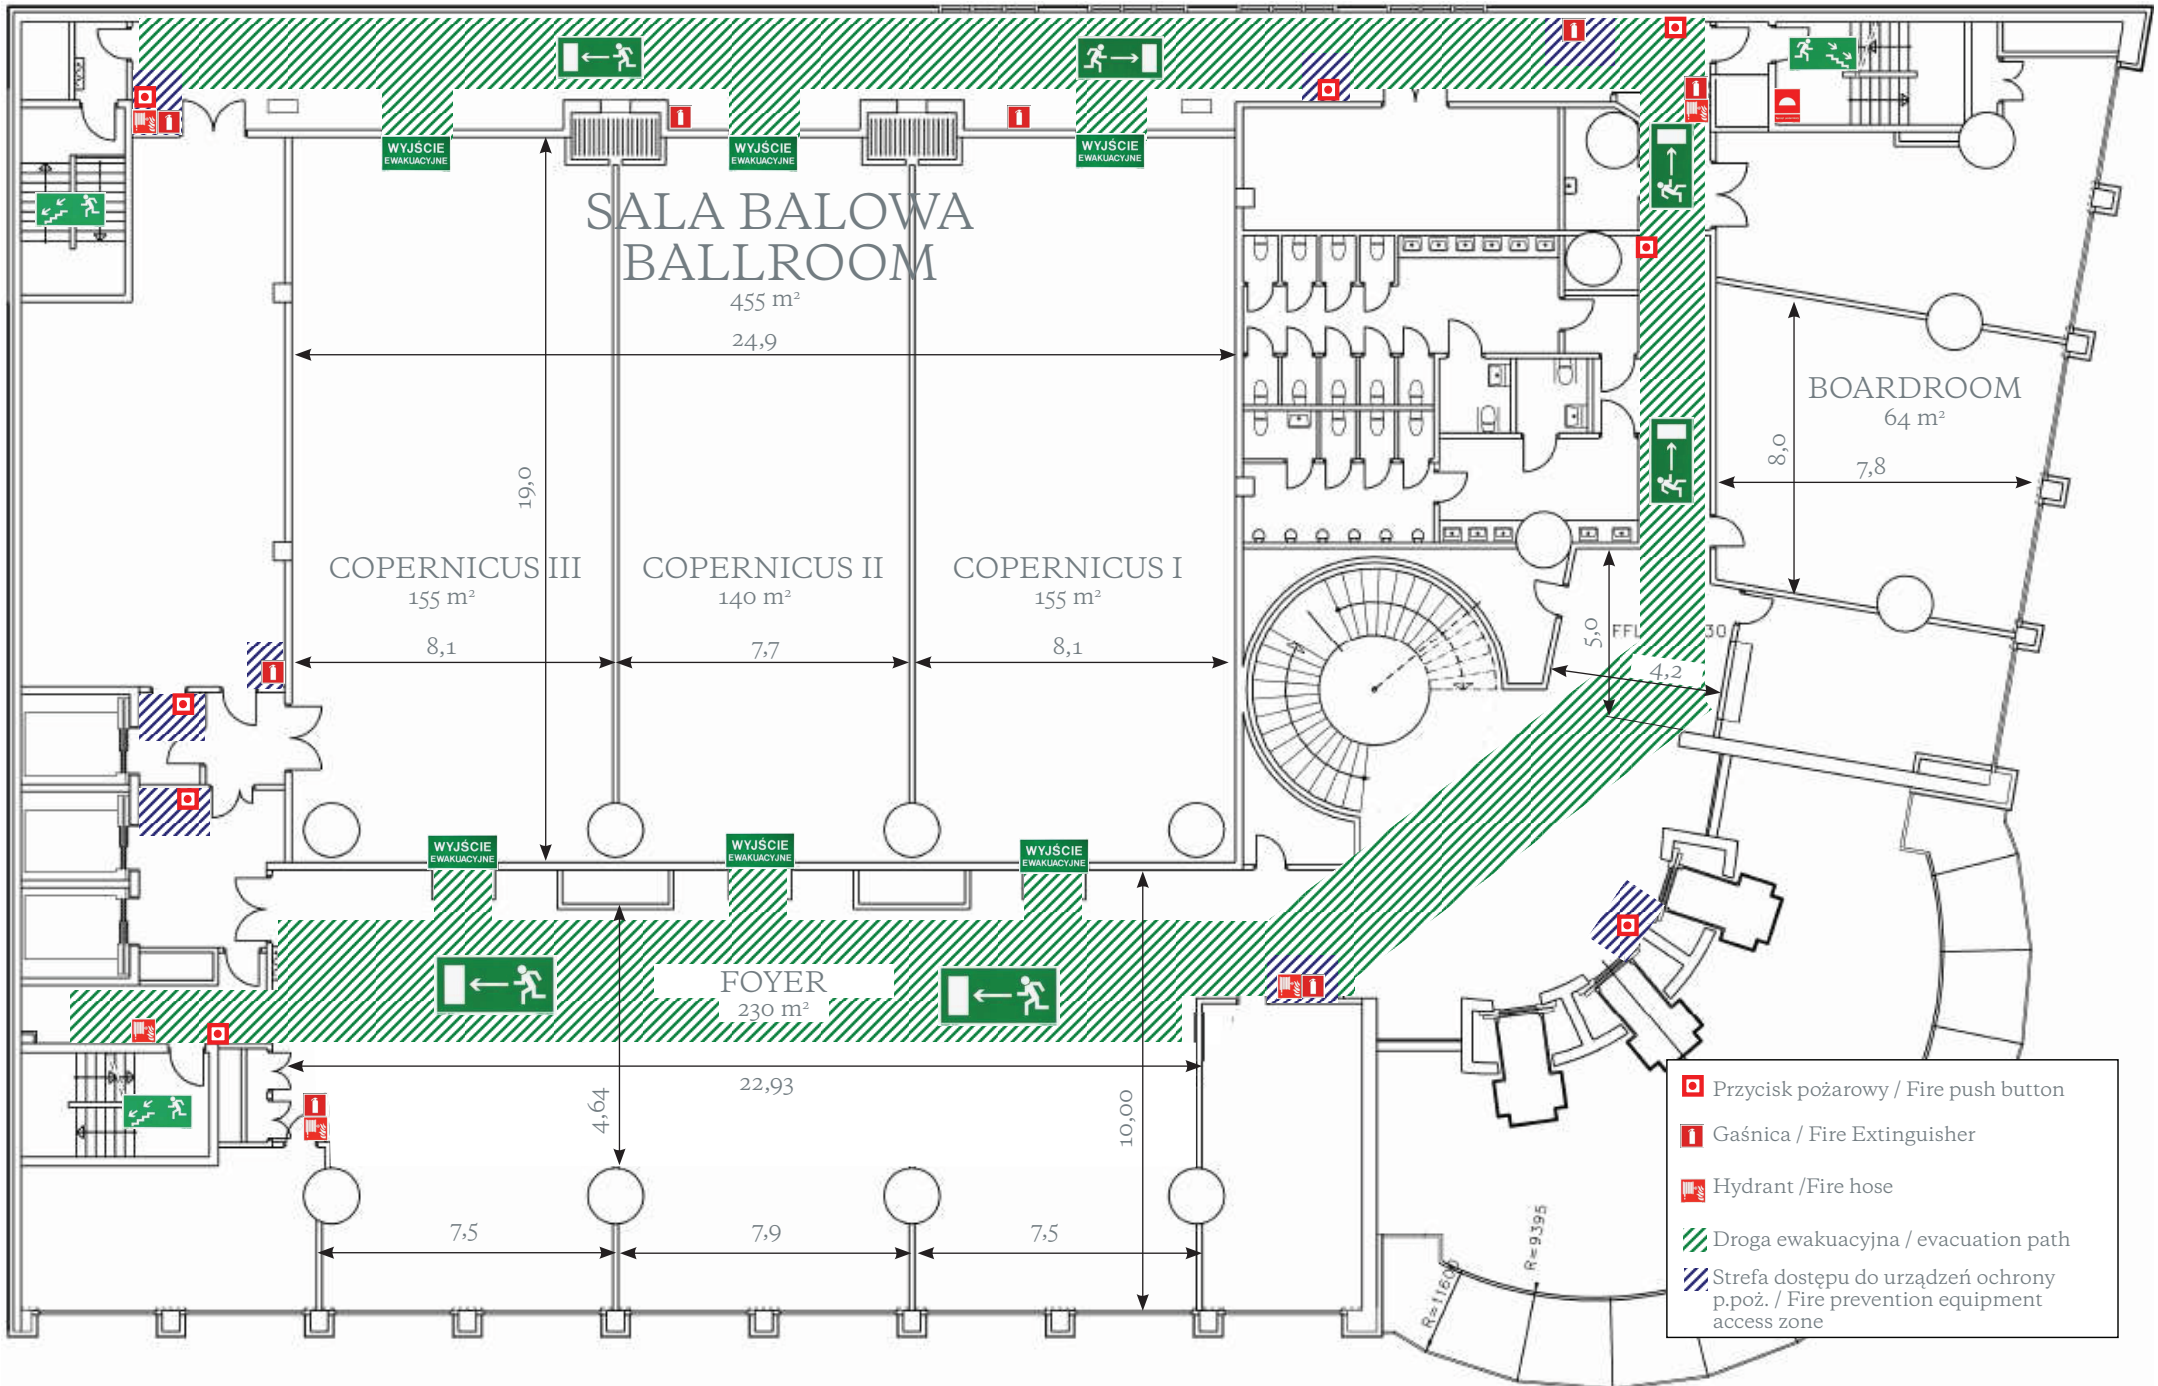 WYJŚCIE
EWAKUACYJNE
WYJŚCIE
EWAKUACYJNE
WYJŚCIE
EWAKUACYJNE
SALA BALOWA
BALLROOM
455 m²
24,9
19,0
BOARDROOM
64 m²
8,0
7,8
COPERNICUS III
155 m²
8,1
COPERNICUS II
140 m²
7,7
COPERNICUS I
155 m²
8,1
5,0
FFL
30
4,2
WYJŚCIE
EWAKUACYJNE
WYJŚCIE
EWAKUACYJNE
WYJŚCIE
EWAKUACYJNE
FOYER
230 m²
22,93
4,64
10,00
7,5
7,9
7,5
R=11600
R=9395
Przycisk pożarowy / Fire push button
Gaśnica / Fire Extinguisher
Hydrant /Fire hose
Droga ewakuacyjna / evacuation path
Strefa dostępu do urządzeń ochrony
p.poż. / Fire prevention equipment
access zone